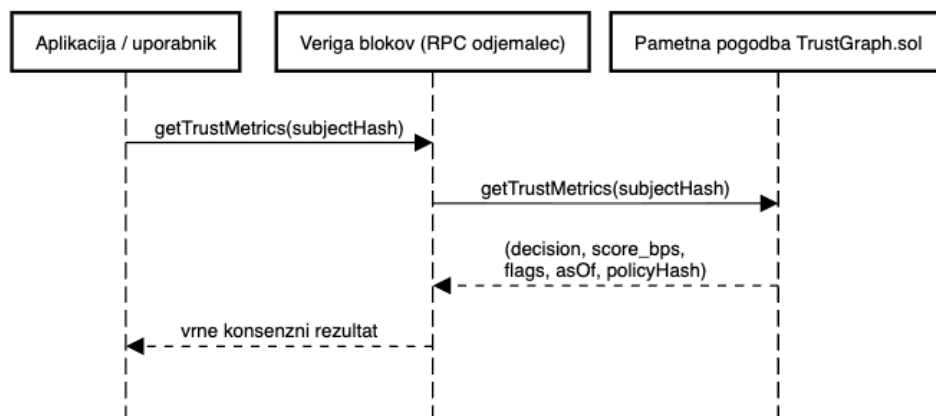 Aplikacija / uporabnik
Veriga blokov (RPC odjemalec)
Pametna pogodba TrustGraph.sol
getTrustMetrics(subjectHash)
getTrustMetrics(subjectHash)
(decision, score_bps,
flags, asOf, policyHash)
vrne konsenzni rezultat